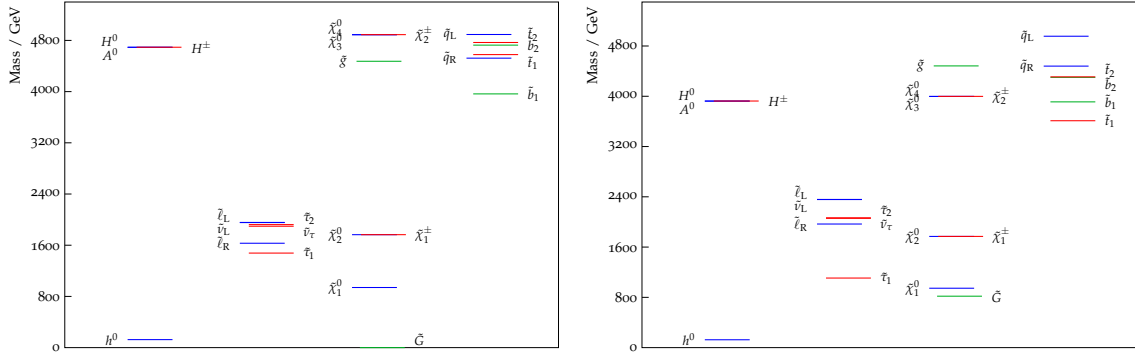 Mass / GeV
4800
4000
3200
2400
1600
800
0
H⁰
A⁰
H±
h⁰
ℓ̃L
ν̃L
ℓ̃R
τ̃2
ν̃τ
τ̃1
χ̃⁰4
χ̃⁰3
χ̃±2
g̃
χ̃⁰2
χ̃±1
χ̃⁰1
G̃
q̃L
q̃R
t̃2
b̃2
t̃1
b̃1
Mass / GeV
4800
4000
3200
2400
1600
800
0
H⁰
A⁰
H±
h⁰
ℓ̃L
ν̃L
ℓ̃R
τ̃2
ν̃τ
τ̃1
g̃
χ̃⁰4
χ̃⁰3
χ̃±2
χ̃⁰2
χ̃±1
χ̃⁰1
G̃
q̃L
q̃R
t̃2
b̃2
b̃1
t̃1